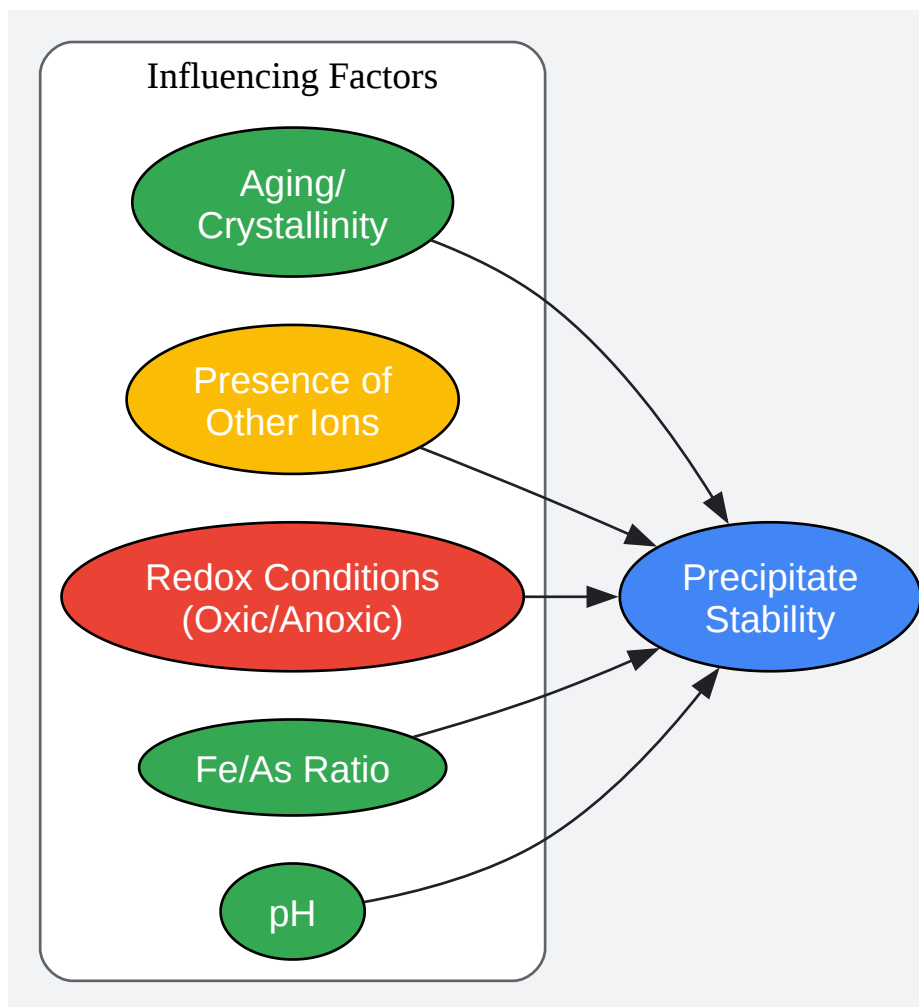 Influencing Factors
Aging/
Crystallinity
Presence of
Other Ions
Redox Conditions
(Oxic/Anoxic)
Precipitate
Stability
Fe/As Ratio
pH